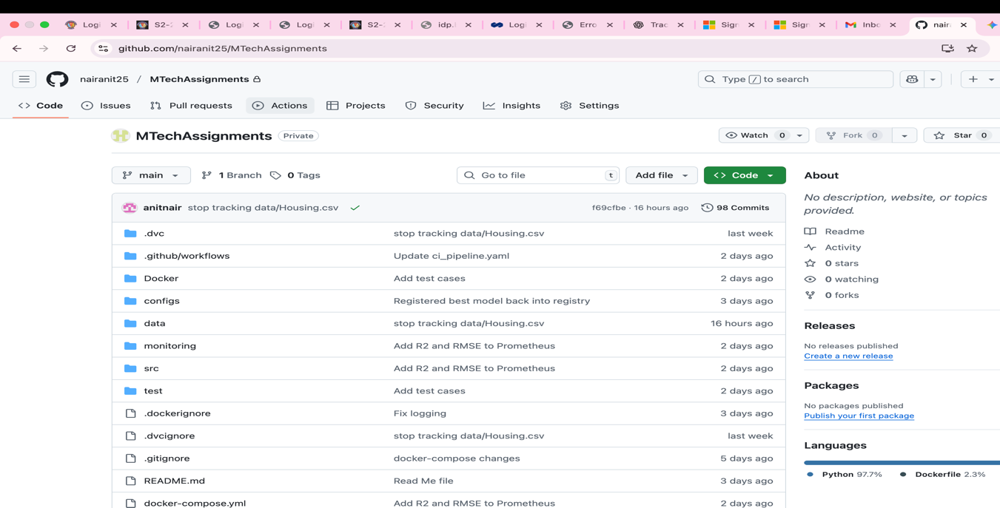 Logi S2-2 Logi Logi S2-: idp. Logi Erro Trac Sign Sign Inbo naira
github.com/nairanit25/MTechAssignments
nairanit25 / MTechAssignments Type / to search
Code Issues Pull requests Actions Projects Security Insights Settings
MTechAssignments Private Watch 0 Fork 0 Star 0
main 1 Branch 0 Tags Go to file t Add file Code
anitnair stop tracking data/Housing.csv f69cfbe · 16 hours ago 98 Commits
.dvc stop tracking data/Housing.csv last week
.github/workflows Update ci_pipeline.yaml 2 days ago
Docker Add test cases 2 days ago
configs Registered best model back into registry 3 days ago
data stop tracking data/Housing.csv 16 hours ago
monitoring Add R2 and RMSE to Prometheus 2 days ago
src Add R2 and RMSE to Prometheus 2 days ago
test Add test cases 2 days ago
.dockerignore Fix logging 3 days ago
.dvcignore stop tracking data/Housing.csv last week
.gitignore docker-compose changes 5 days ago
README.md Read Me file 3 days ago
docker-compose.yml Add R2 and RMSE to Prometheus 2 days ago
About
No description, website, or topics
provided.
Readme
Activity
0 stars
0 watching
0 forks
Releases
No releases published
Create a new release
Packages
No packages published
Publish your first package
Languages
Python 97.7% Dockerfile 2.3%